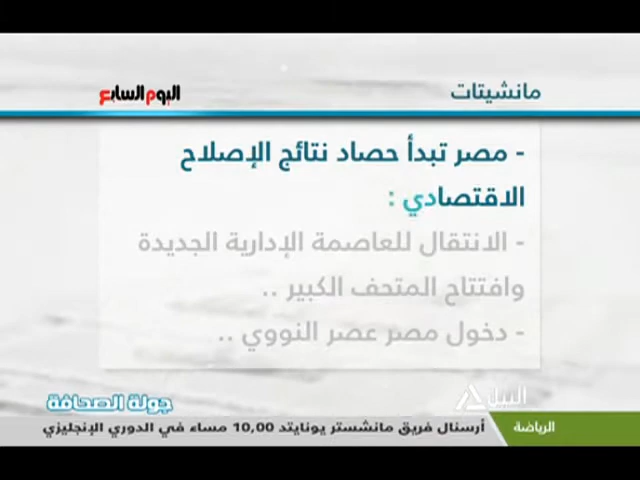 مانشيتات
اليوم السابع
- مصر تبدأ حصاد نتائج الإصلاح
الاقتصادي :
- الانتقال للعاصمة الإدارية الجديدة
وافتتاح المتحف الكبير ..
- دخول مصر عصر النووي ..
النيل
جولة الصحافة
الرياضة
أرسنال فريق مانشستر يونايتد 10,00 مساء في الدوري الإنجليزي